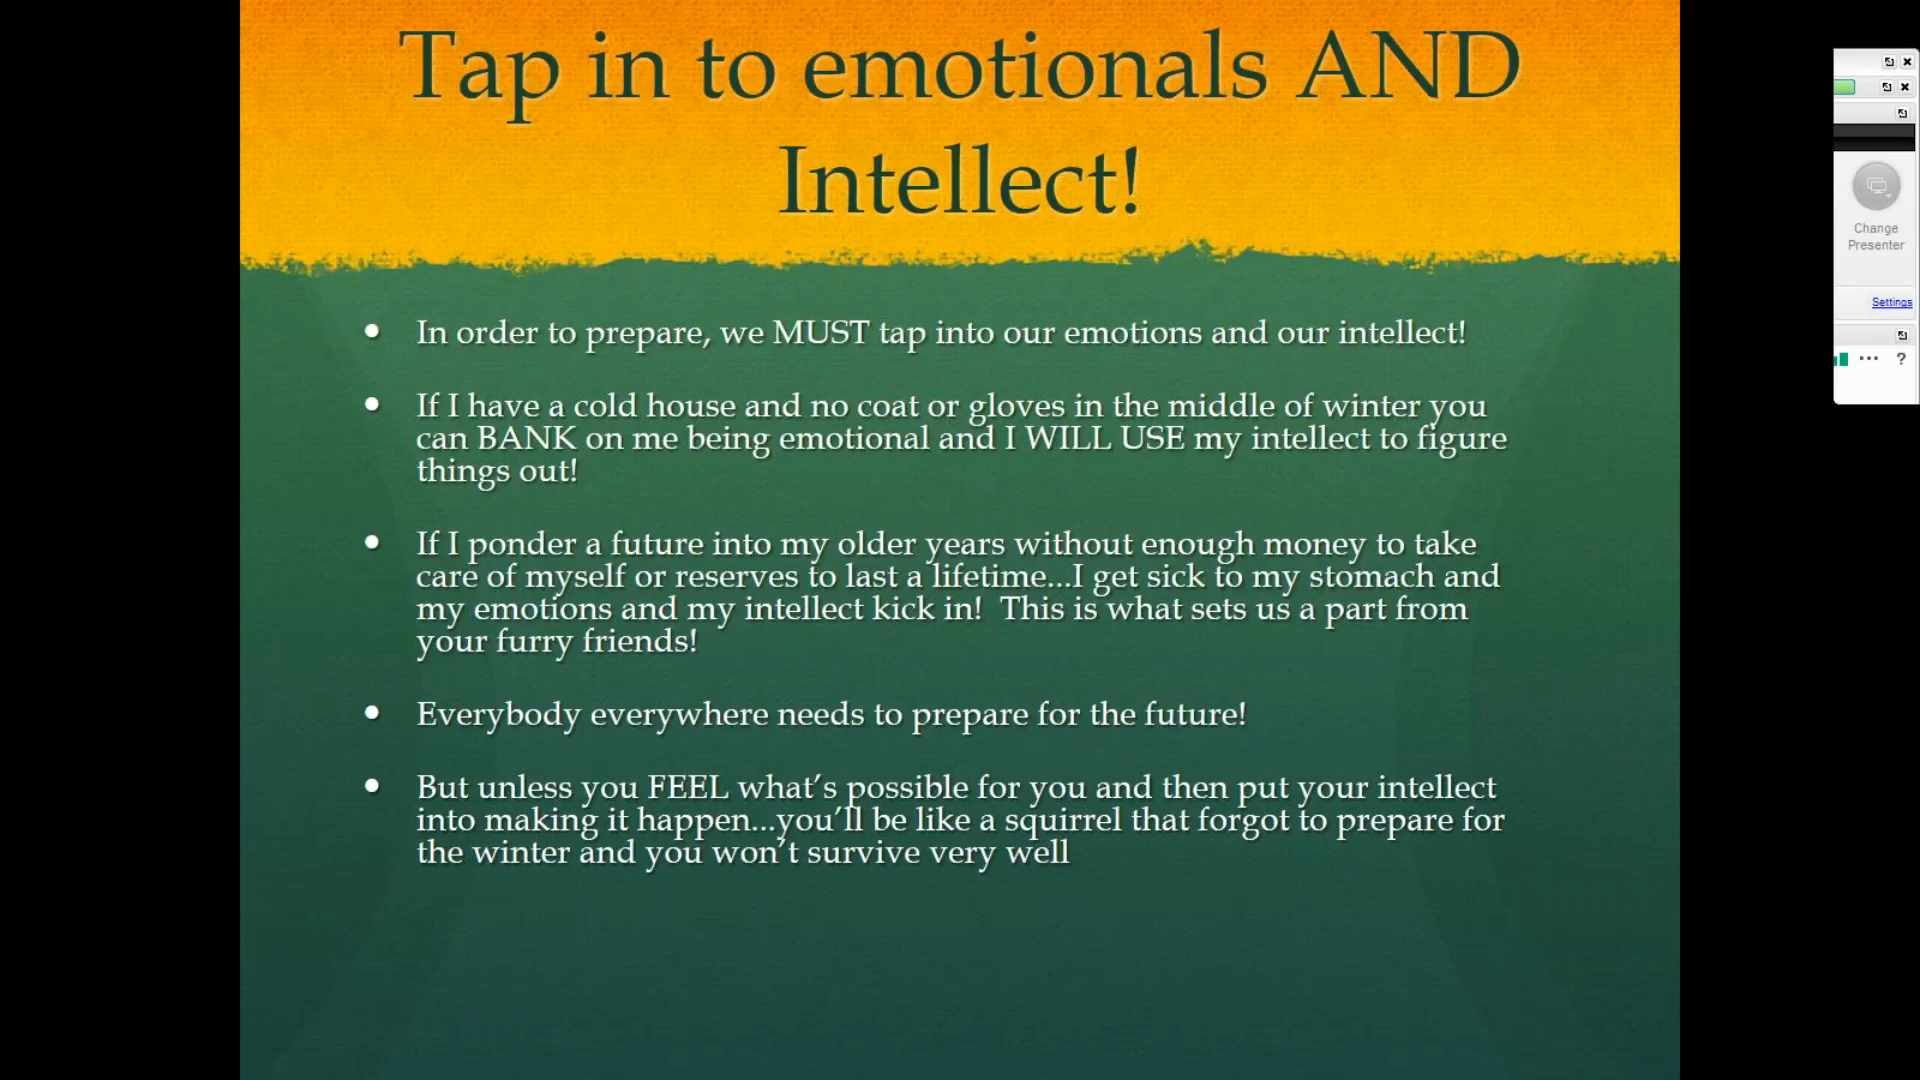 Tap in to emotionals AND
Intellect!
• In order to prepare, we MUST tap into our emotions and our intellect!
• If I have a cold house and no coat or gloves in the middle of winter you
can BANK on me being emotional and I WILL USE my intellect to figure
things out!
• If I ponder a future into my older years without enough money to take
care of myself or reserves to last a lifetime...I get sick to my stomach and
my emotions and my intellect kick in!  This is what sets us a part from
your furry friends!
• Everybody everywhere needs to prepare for the future!
• But unless you FEEL what’s possible for you and then put your intellect
into making it happen...you’ll be like a squirrel that forgot to prepare for
the winter and you won’t survive very well
Change
Presenter
Settings
... ?